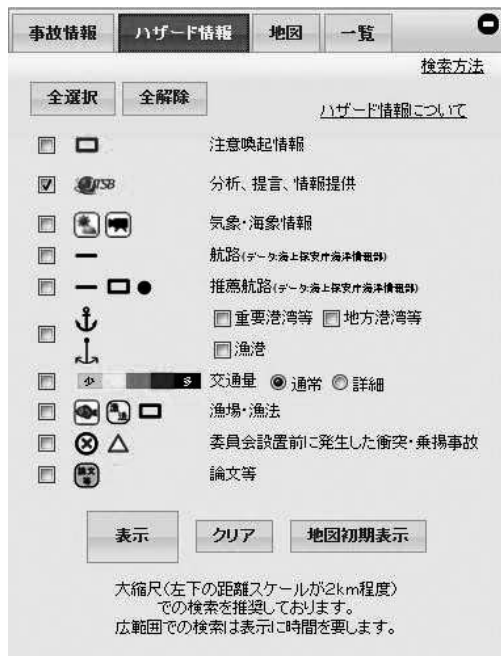 事故情報 ハザード情報 地図 一覧
検索方法
全選択 全解除 ハザード情報について
注意喚起情報
JTSB 分析、提言、情報提供
気象・海象情報
航路(データ:海上保安庁海洋情報部)
推薦航路(データ:海上保安庁海洋情報部)
重要港湾等 地方港湾等
漁港
少 多 交通量 通常 詳細
漁場・漁法
委員会設置前に発生した衝突・乗揚事故
論文等 論文等
表示 クリア 地図初期表示
大縮尺(左下の距離スケールが2km程度)
での検索を推奨しております。
広範囲での検索は表示に時間を要します。